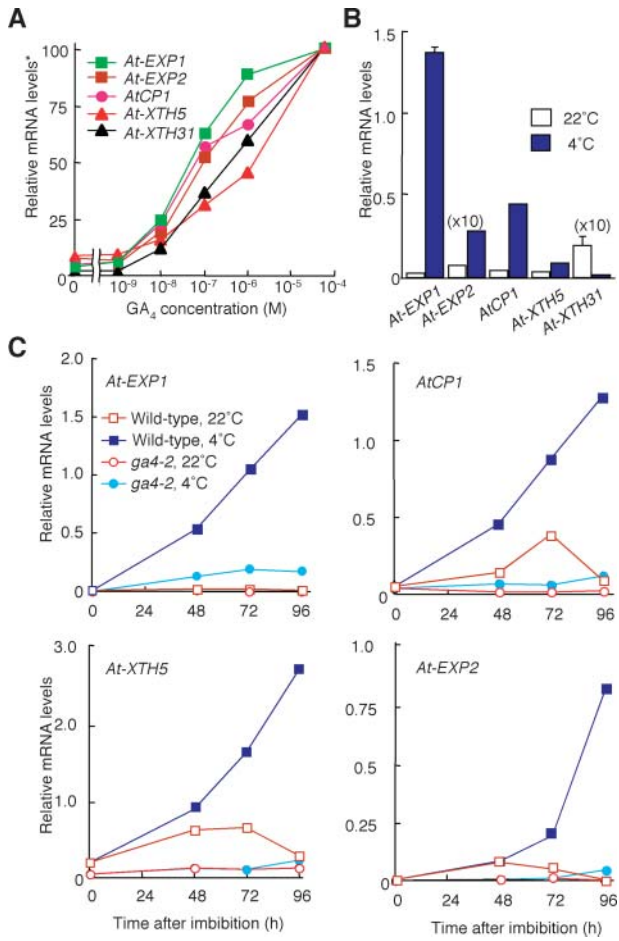 A
Relative mRNA levels*
100
75
50
25
0
At-EXP1
At-EXP2
AtCP1
At-XTH5
At-XTH31
0 10⁻⁹ 10⁻⁸ 10⁻⁷ 10⁻⁶ 10⁻⁵ 10⁻⁴
GA₄ concentration (M)
B
Relative mRNA levels
1.5
1.0
0.5
0
22°C
4°C
(x10)
(x10)
At-EXP1
At-EXP2
AtCP1
At-XTH5
At-XTH31
C
Relative mRNA levels
2.0
1.5
1.0
0.5
0
At-EXP1
Wild-type, 22°C
Wild-type, 4°C
ga4-2, 22°C
ga4-2, 4°C
0 24 48 72 96
1.5
1.0
0.5
0
AtCP1
0 24 48 72 96
Relative mRNA levels
3.0
2.0
1.0
0
At-XTH5
0 24 48 72 96
Time after imbibition (h)
1.0
0.75
0.5
0.25
0
At-EXP2
0 24 48 72 96
Time after imbibition (h)